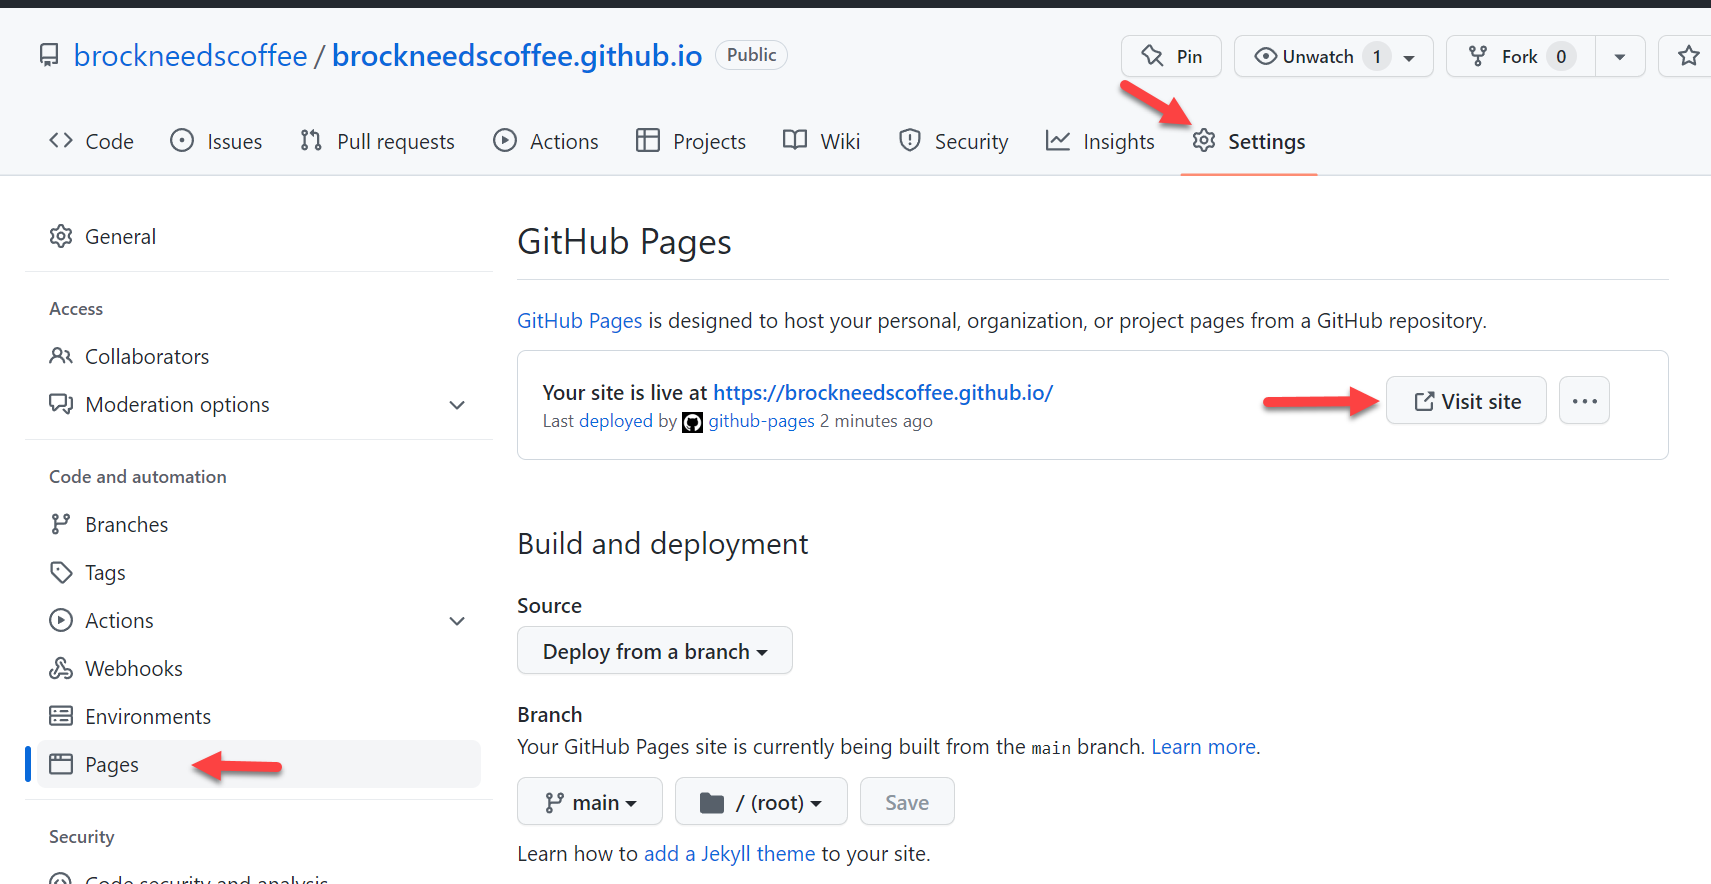 brockneedscoffee / brockneedscoffee.github.io Public
Pin Unwatch 1 Fork 0
Code Issues Pull requests Actions Projects Wiki Security Insights Settings
General
Access
Collaborators
Moderation options
Code and automation
Branches
Tags
Actions
Webhooks
Environments
Pages
Security
Code security and analysis
GitHub Pages
GitHub Pages is designed to host your personal, organization, or project pages from a GitHub repository.
Your site is live at https://brockneedscoffee.github.io/
Last deployed by github-pages 2 minutes ago
Visit site
Build and deployment
Source
Deploy from a branch
Branch
Your GitHub Pages site is currently being built from the main branch. Learn more.
main / (root) Save
Learn how to add a Jekyll theme to your site.